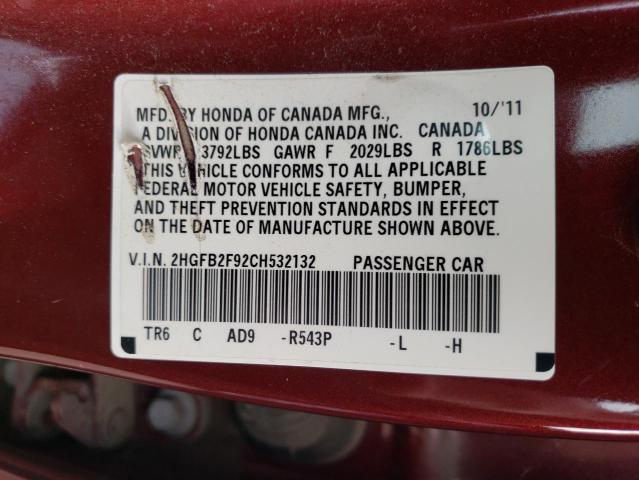 MFD. BY HONDA OF CANADA MFG., 10/'11
A DIVISION OF HONDA CANADA INC. CANADA
GVWR 3792LBS GAWR F 2029LBS R 1786LBS
THIS VEHICLE CONFORMS TO ALL APPLICABLE
FEDERAL MOTOR VEHICLE SAFETY, BUMPER,
AND THEFT PREVENTION STANDARDS IN EFFECT
ON THE DATE OF MANUFACTURE SHOWN ABOVE.
V.I.N. 2HGFB2F92CH532132 PASSENGER CAR
TR6 C AD9 -R543P -L -H